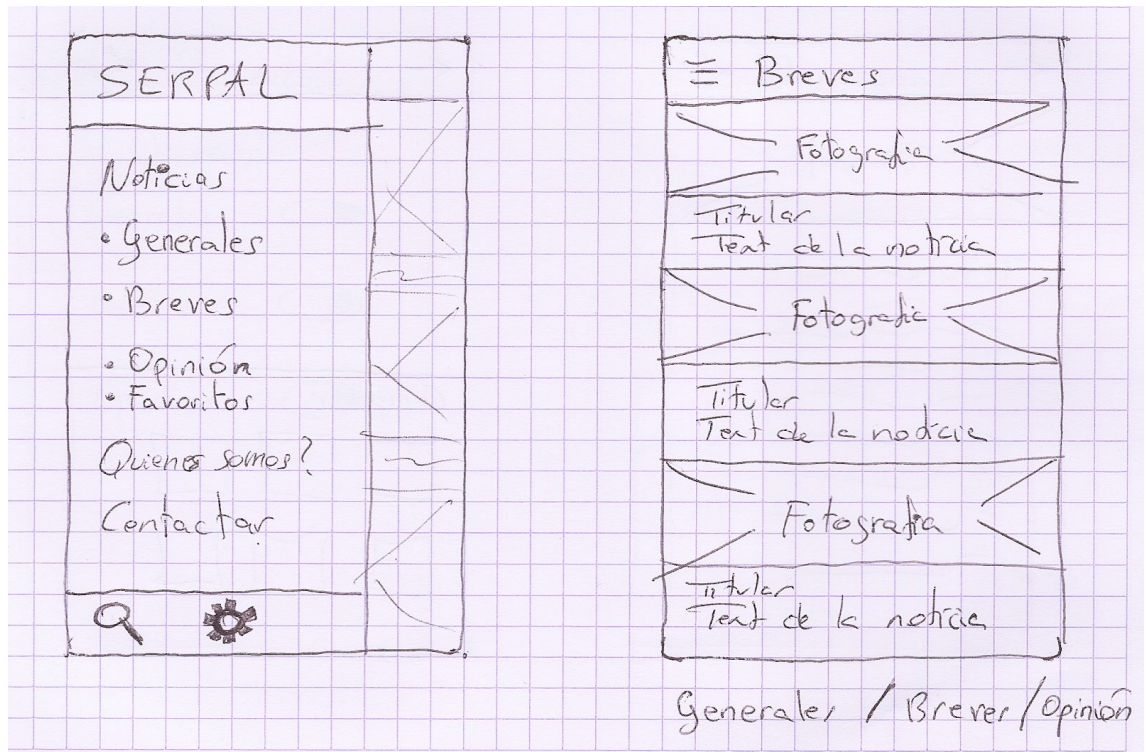 SERPAL
Noticias
• Generales
• Breves
• Opinión
• Favoritos
Quienes somos?
Contactar
☰ Breves
Fotografia
Titular
Text de la noticia
Fotografia
Titular
Text de la noticia
Fotografia
Titular
Text de la noticia
Generales / Breves / Opinión